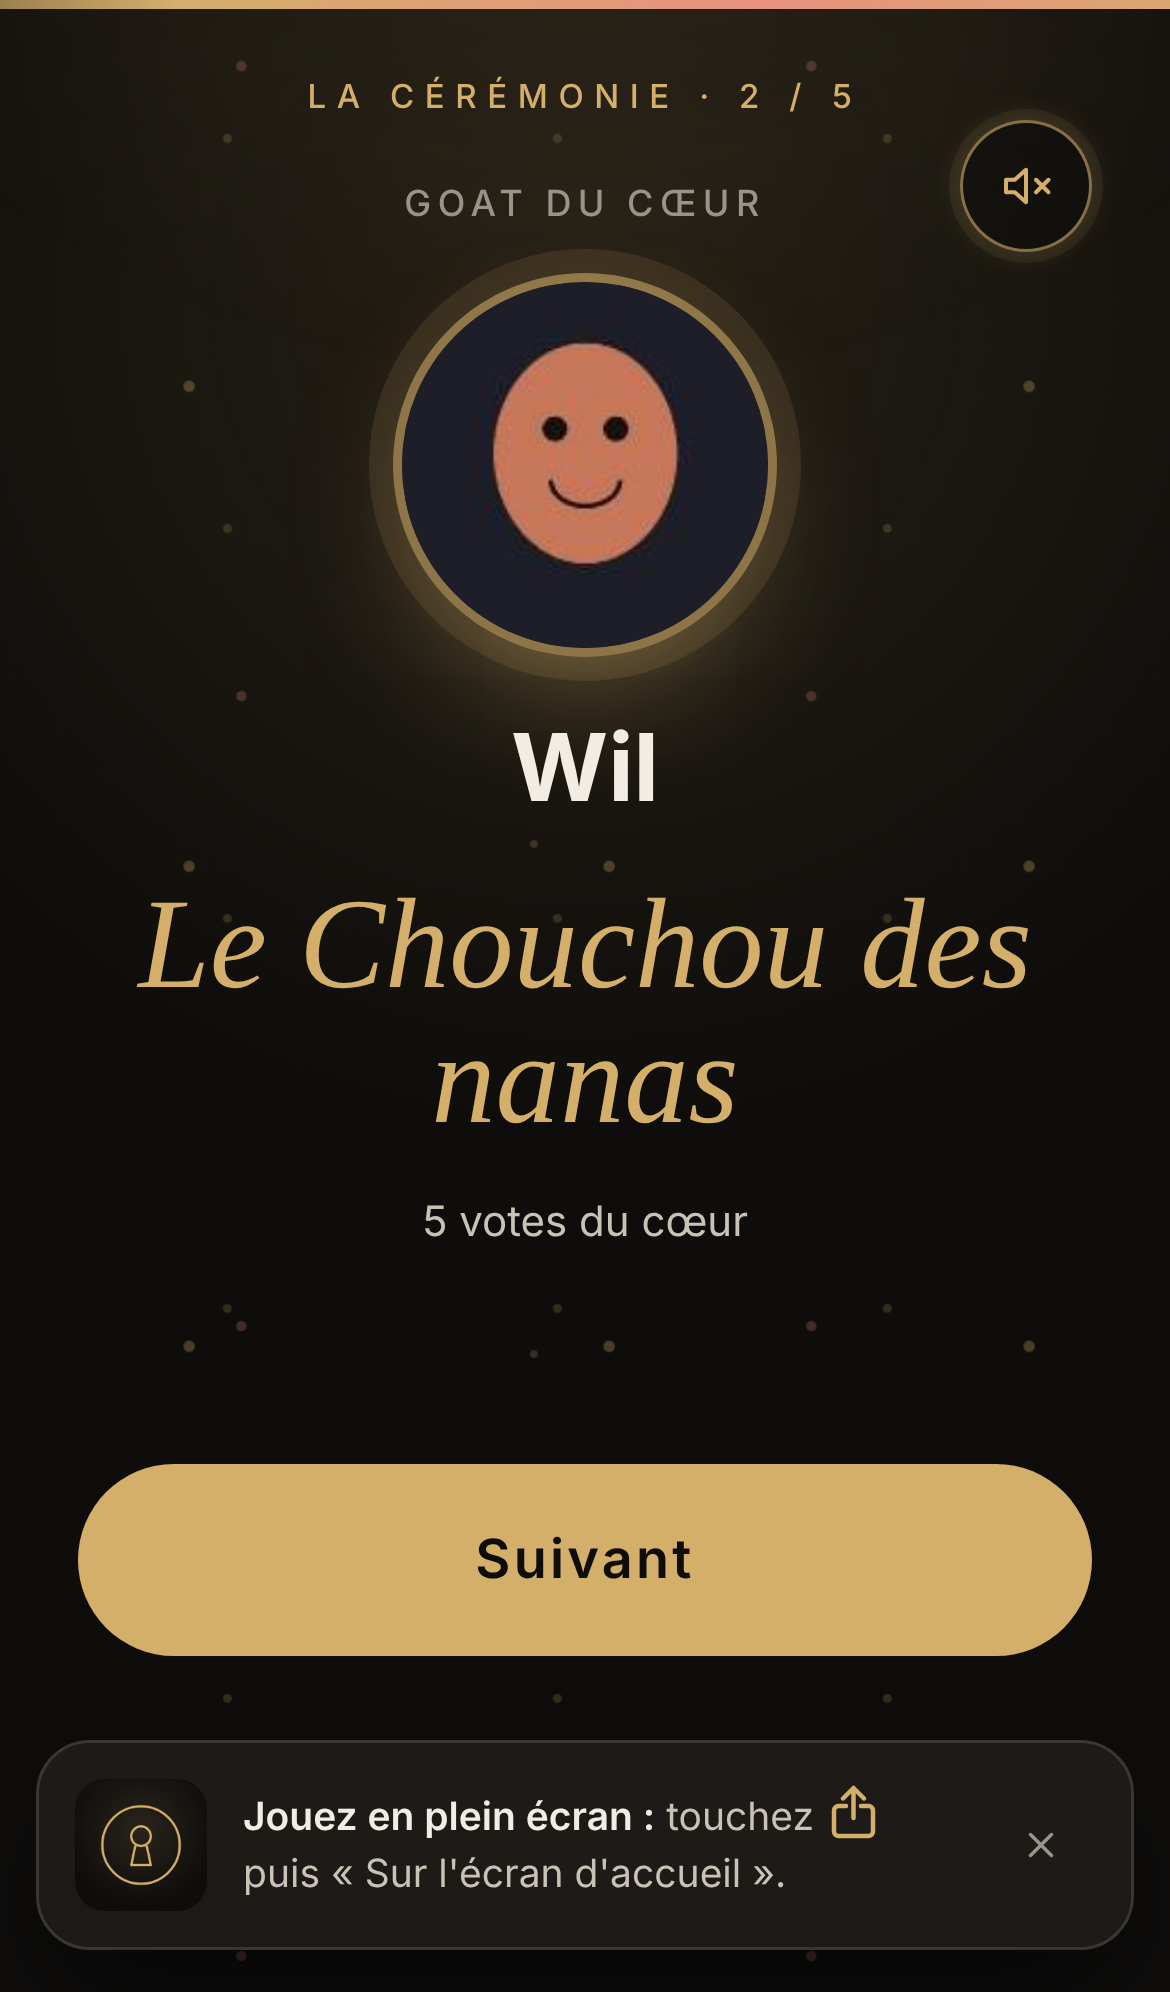 LA CÉRÉMONIE · 2 / 5
GOAT DU CŒUR
Wil
Le Chouchou des
nanas
5 votes du cœur
Suivant
Jouez en plein écran : touchez
puis « Sur l'écran d'accueil ».